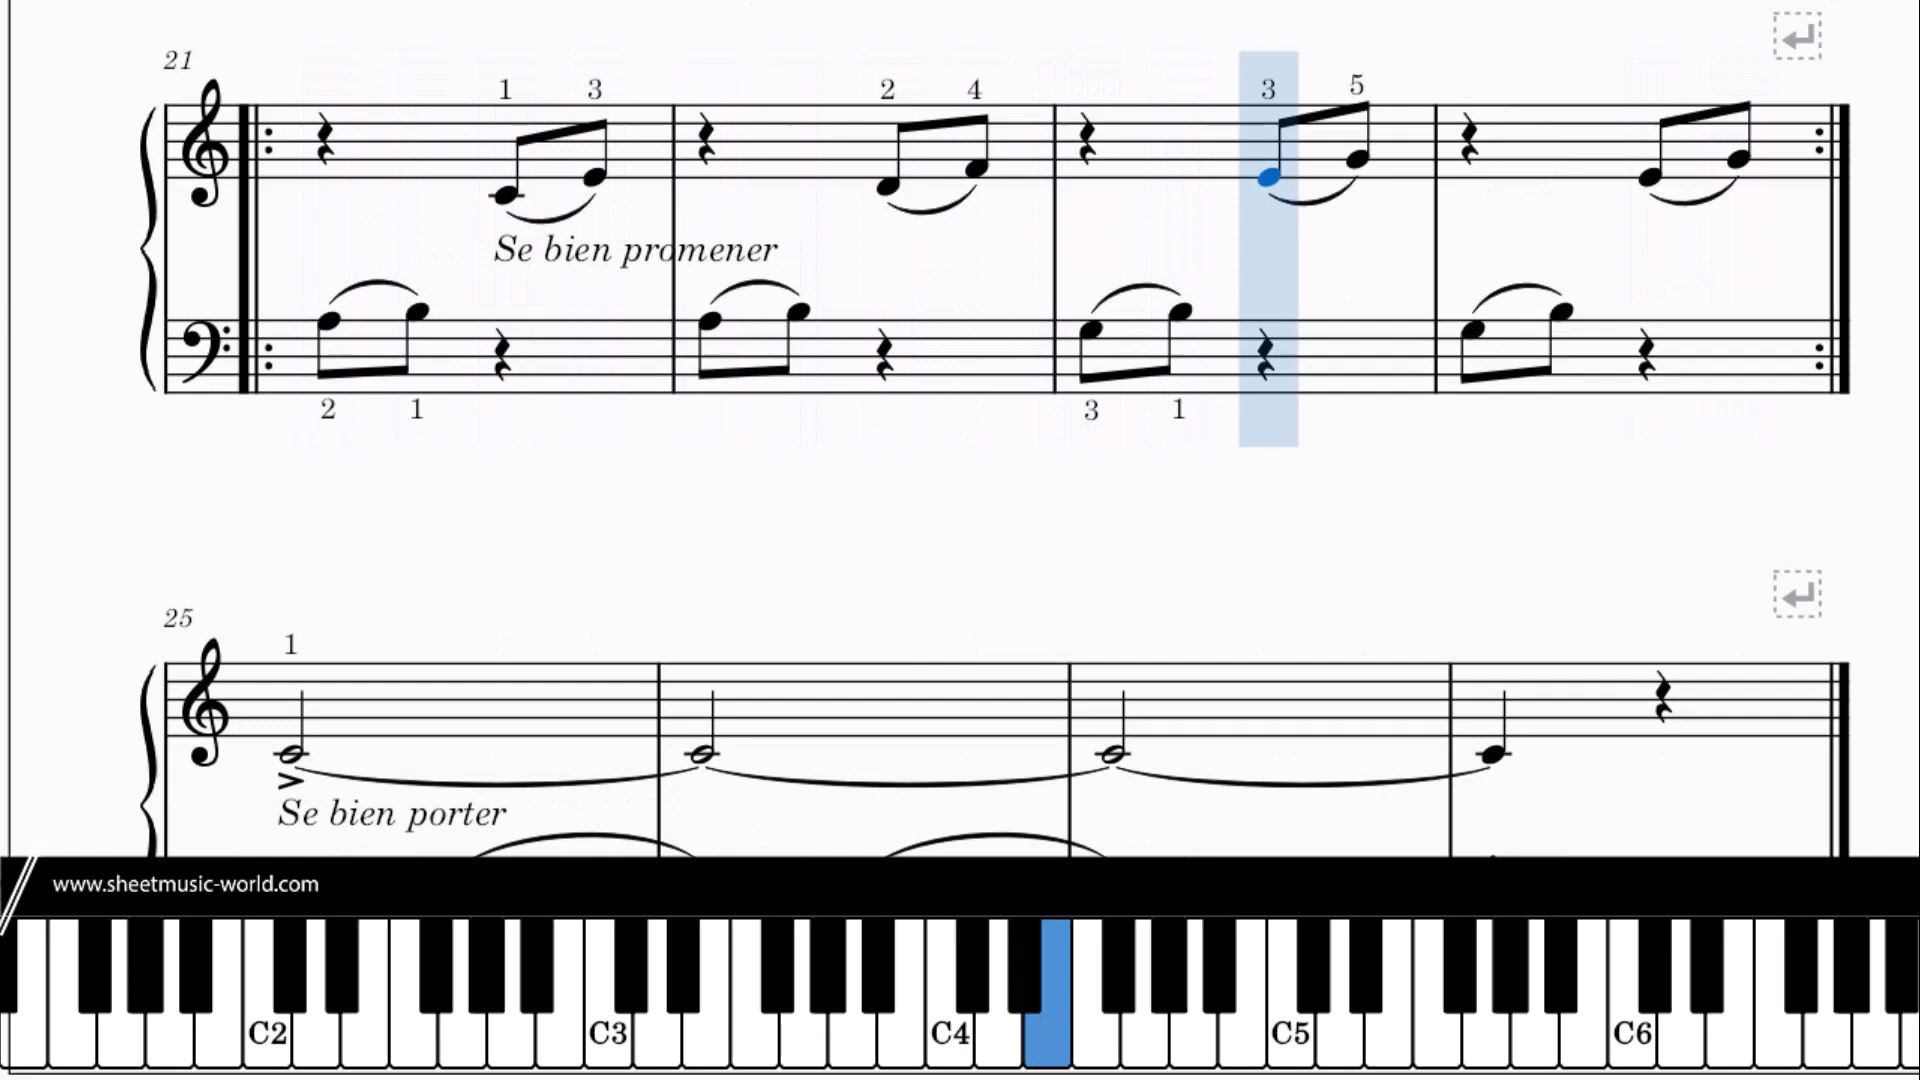 21
1 3 2 4 3 5
Se bien promener
2 1 3 1
25
1
Se bien porter
www.sheetmusic-world.com
C2 C3 C4 C5 C6